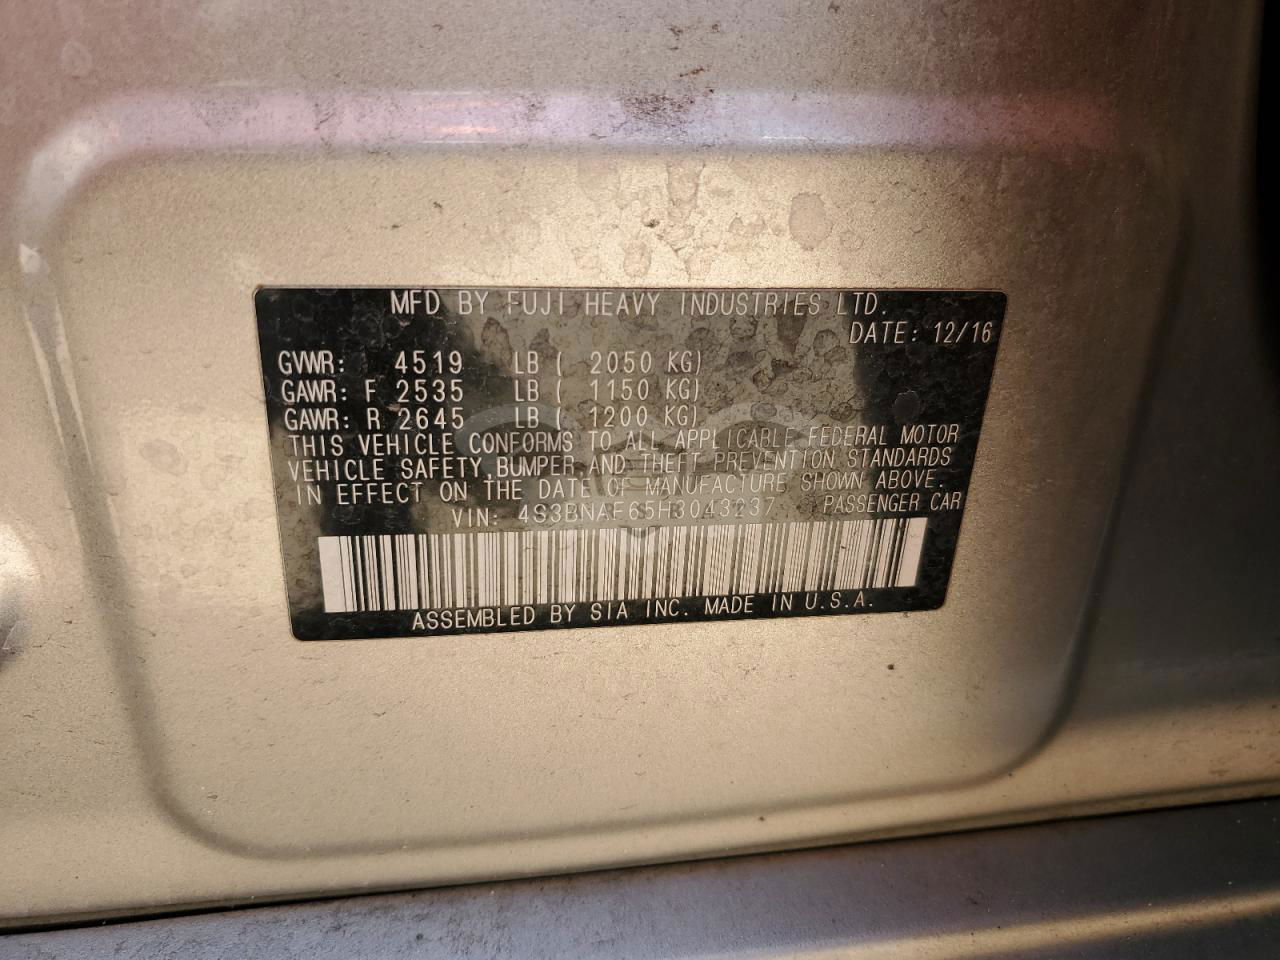 MFD BY FUJI HEAVY INDUSTRIES LTD.
DATE: 12/16
GVWR: 4519 LB ( 2050 KG)
GAWR: F 2535 LB ( 1150 KG)
GAWR: R 2645 LB ( 1200 KG)
THIS VEHICLE CONFORMS TO ALL APPLICABLE FEDERAL MOTOR
VEHICLE SAFETY, BUMPER AND THEFT PREVENTION STANDARDS
IN EFFECT ON THE DATE OF MANUFACTURE SHOWN ABOVE.
VIN: 4S3BNAF65H3043237 PASSENGER CAR
ASSEMBLED BY SIA INC. MADE IN U.S.A.